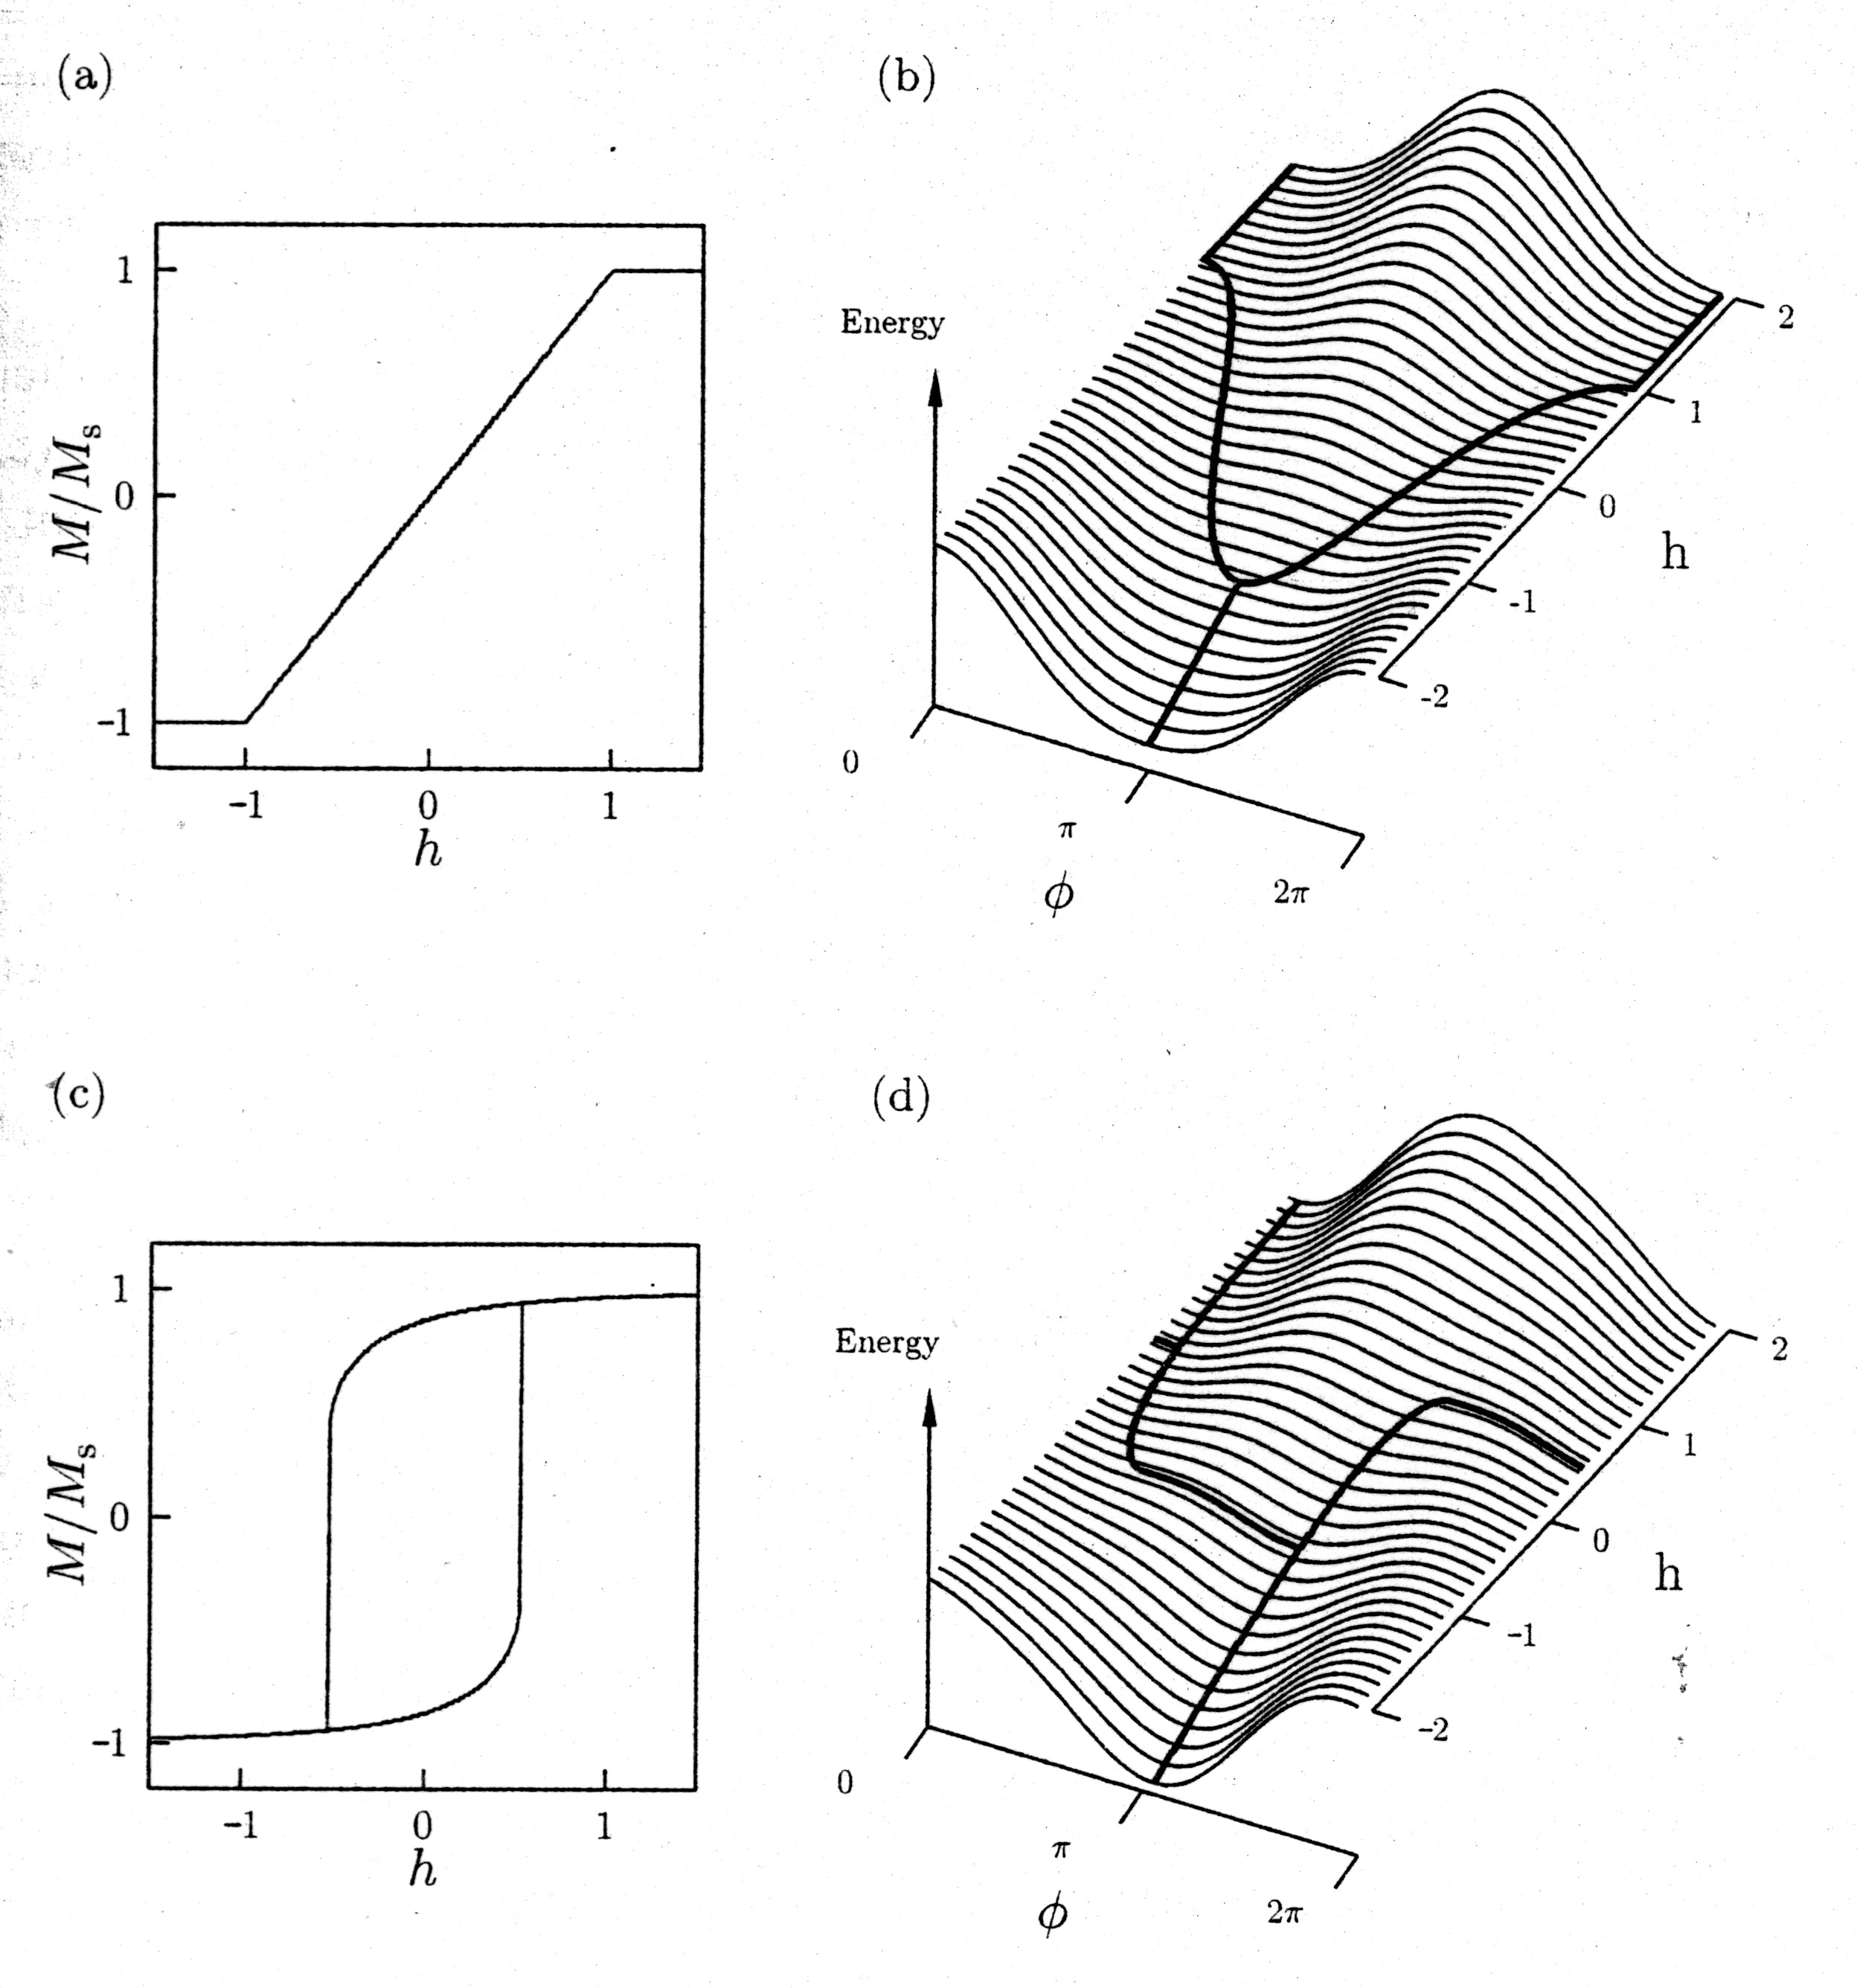 (a)
1
0
-1
M/Ms
-1 0 1
h
(b)
Energy
0
π
2π
ϕ
2
1
0
-1
-2
h
(c)
1
0
-1
M/Ms
-1 0 1
h
(d)
Energy
0
π
2π
ϕ
2
1
0
-1
-2
h